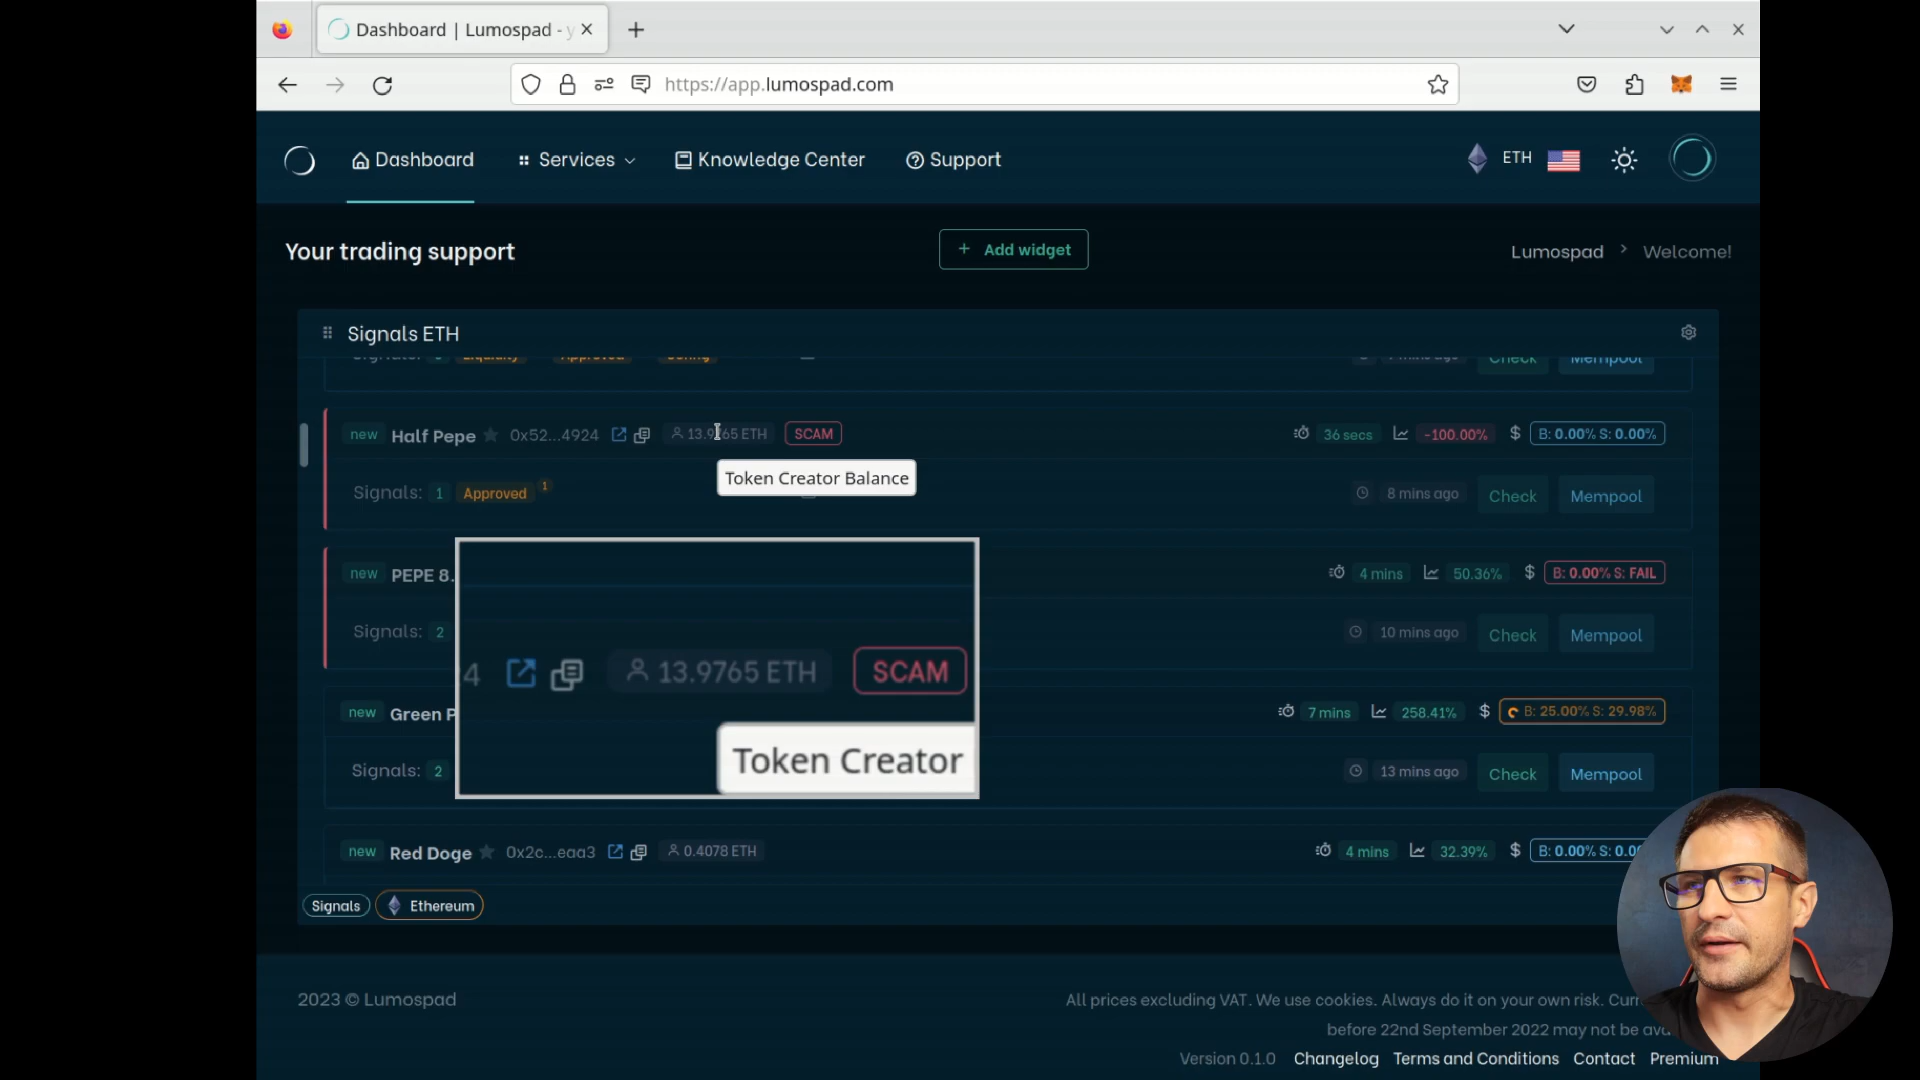 Dashboard | Lumospad - y
https://app.lumospad.com
Dashboard Services Knowledge Center Support ETH
Your trading support
Add widget
Lumospad > Welcome!
Signals ETH
Check Mempool
new Half Pepe 0x52...4924 SCAM 36 secs -100.00% $ B: 0.00% S: 0.00%
Token Creator Balance
Signals: 1 Approved 1 8 mins ago Check Mempool
new PEPE 8. 4 mins 50.36% $ B: 0.00% S: FAIL
Signals: 2 10 mins ago Check Mempool
4 13.9765 ETH SCAM
Token Creator
new Green P 7 mins 258.41% $ B: 25.00% S: 29.98%
Signals: 2 13 mins ago Check Mempool
new Red Doge 0x2c...eaa3 0.4078 ETH 4 mins 32.39% $ B: 0.00% S:
Signals Ethereum
2023 © Lumospad
All prices excluding VAT. We use cookies. Always do it on your own risk.
before 22nd September 2022 may not be
Version 0.1.0 Changelog Terms and Conditions Contact Premium